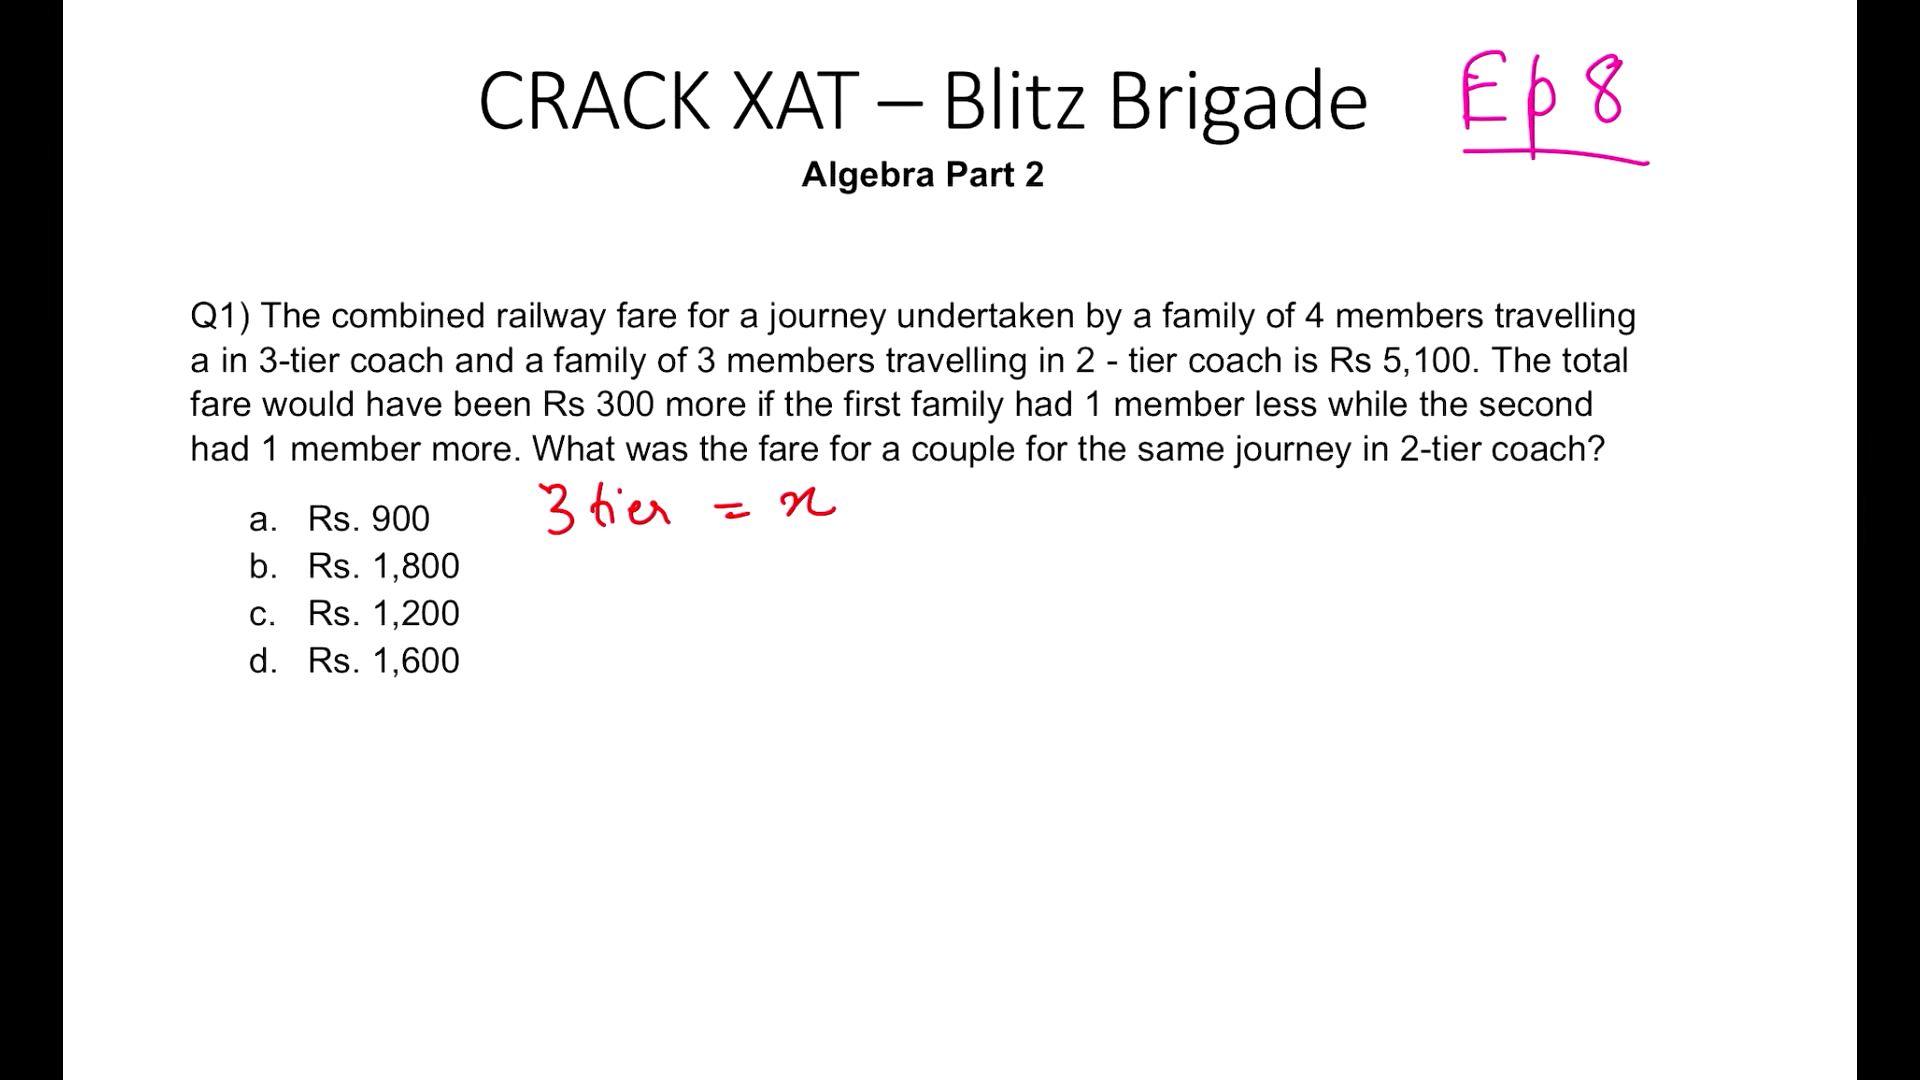 CRACK XAT – Blitz Brigade Ep 8
Algebra Part 2
Q1) The combined railway fare for a journey undertaken by a family of 4 members travelling
a in 3-tier coach and a family of 3 members travelling in 2 - tier coach is Rs 5,100. The total
fare would have been Rs 300 more if the first family had 1 member less while the second
had 1 member more. What was the fare for a couple for the same journey in 2-tier coach?
a. Rs. 900
3 tier = x
b. Rs. 1,800
c. Rs. 1,200
d. Rs. 1,600